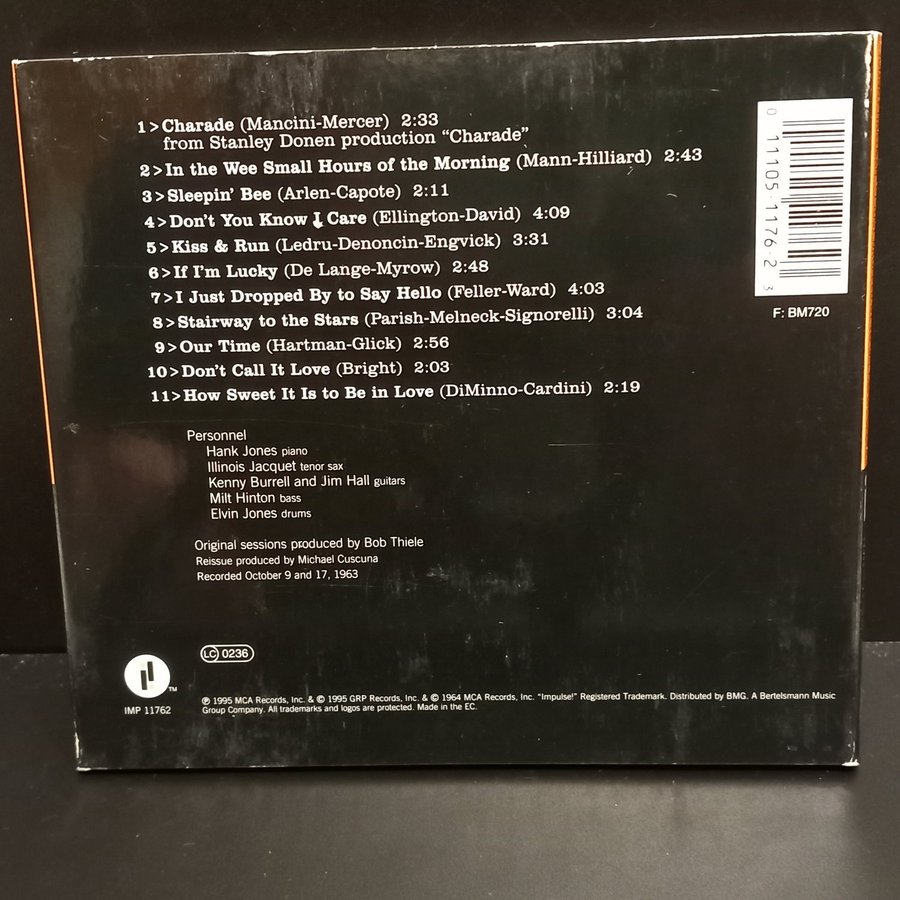 1>Charade (Mancini-Mercer) 2:33
from Stanley Donen production “Charade”
2>In the Wee Small Hours of the Morning (Mann-Hilliard) 2:43
3>Sleepin’ Bee (Arlen-Capote) 2:11
4>Don’t You Know I Care (Ellington-David) 4:09
5>Kiss & Run (Ledru-Denoncin-Engvick) 3:31
6>If I’m Lucky (De Lange-Myrow) 2:48
7>I Just Dropped By to Say Hello (Feller-Ward) 4:03
8>Stairway to the Stars (Parish-Melneck-Signorelli) 3:04
9>Our Time (Hartman-Glick) 2:56
10>Don’t Call It Love (Bright) 2:03
11>How Sweet It Is to Be in Love (DiMinno-Cardini) 2:19
0 11105-1176 2 3
F: BM720
Personnel
Hank Jones piano
Illinois Jacquet tenor sax
Kenny Burrell and Jim Hall guitars
Milt Hinton bass
Elvin Jones drums
Original sessions produced by Bob Thiele
Reissue produced by Michael Cuscuna
Recorded October 9 and 17, 1963
LC 0236
TM
IMP 11762
℗ 1995 MCA Records, Inc. & © 1995 GRP Records, Inc. & © 1964 MCA Records, Inc. “Impulse!” Registered Trademark. Distributed by BMG. A Bertelsmann Music
Group Company. All trademarks and logos are protected. Made in the EC.